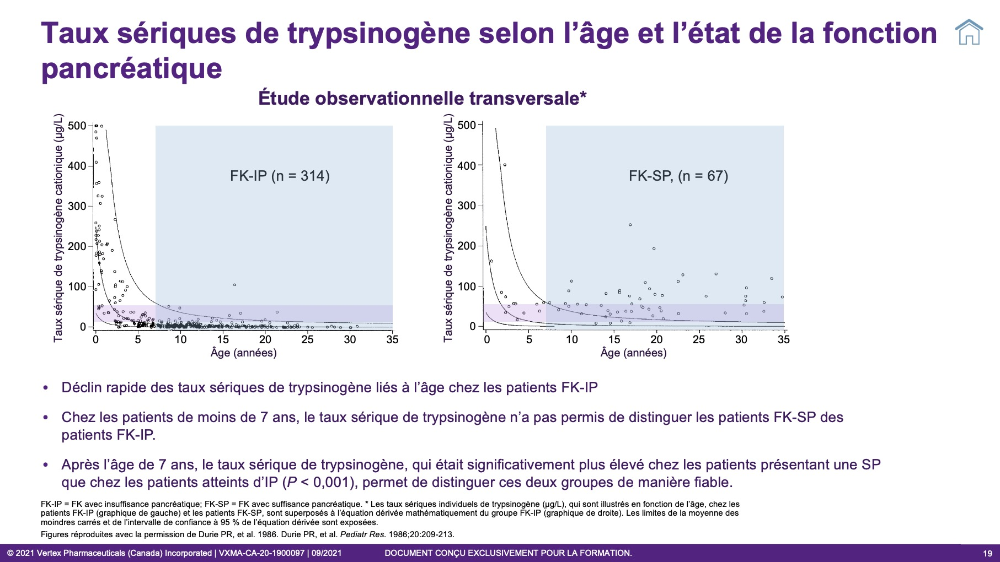 Taux sériques de trypsinogène selon l’âge et l’état de la fonction
pancréatique
Étude observationnelle transversale*
Taux sérique de trypsinogène cationique (µg/L)
500
400
300
200
100
0
FK-IP (n = 314)
0 5 10 15 20 25 30 35
Âge (années)
Taux sérique de trypsinogène cationique (µg/L)
500
400
300
200
100
0
FK-SP, (n = 67)
0 5 10 15 20 25 30 35
Âge (années)
• Déclin rapide des taux sériques de trypsinogène liés à l’âge chez les patients FK-IP
• Chez les patients de moins de 7 ans, le taux sérique de trypsinogène n’a pas permis de distinguer les patients FK-SP des
patients FK-IP.
• Après l’âge de 7 ans, le taux sérique de trypsinogène, qui était significativement plus élevé chez les patients présentant une SP
que chez les patients atteints d’IP (P < 0,001), permet de distinguer ces deux groupes de manière fiable.
FK-IP = FK avec insuffisance pancréatique; FK-SP = FK avec suffisance pancréatique. * Les taux sériques individuels de trypsinogène (µg/L), qui sont illustrés en fonction de l’âge, chez les
patients FK-IP (graphique de gauche) et les patients FK-SP, sont superposés à l’équation dérivée mathématiquement du groupe FK-IP (graphique de droite). Les limites de la moyenne des
moindres carrés et de l’intervalle de confiance à 95 % de l’équation dérivée sont exposées.
Figures réproduites avec la permission de Durie PR, et al. 1986. Durie PR, et al. Pediatr Res. 1986;20:209-213.
© 2021 Vertex Pharmaceuticals (Canada) Incorporated | VXMA-CA-20-1900097 | 09/2021
DOCUMENT CONÇU EXCLUSIVEMENT POUR LA FORMATION.
19